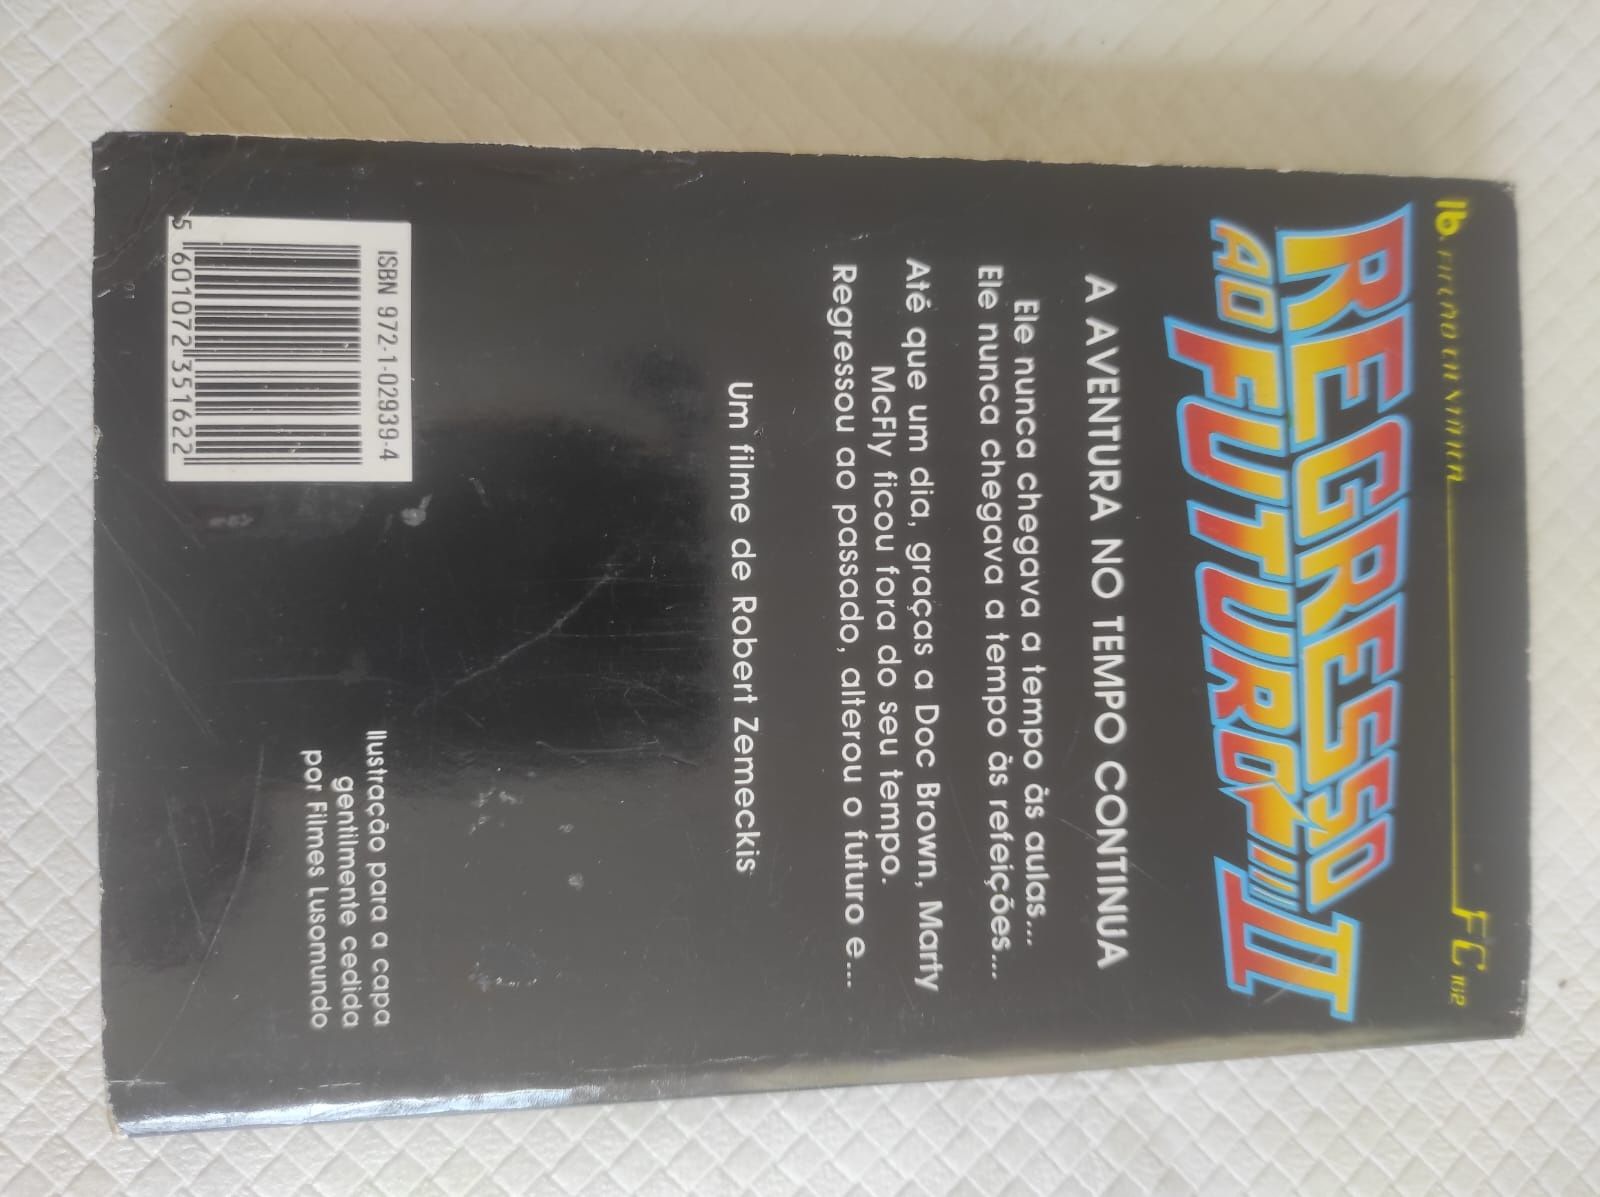 FC 162
REGRESSO
AO FUTURO II
A AVENTURA NO TEMPO CONTINUA
Ele nunca chegava a tempo às aulas...
Ele nunca chegava a tempo às refeições...
Até que um dia, graças a Doc Brown, Marty
McFly ficou fora do seu tempo.
Regressou ao passado, alterou o futuro e...
Um filme de Robert Zemeckis
ISBN 972-1-02939-4
5 601072 351622
Ilustração para a capa
gentilmente cedida
por Filmes Lusomundo